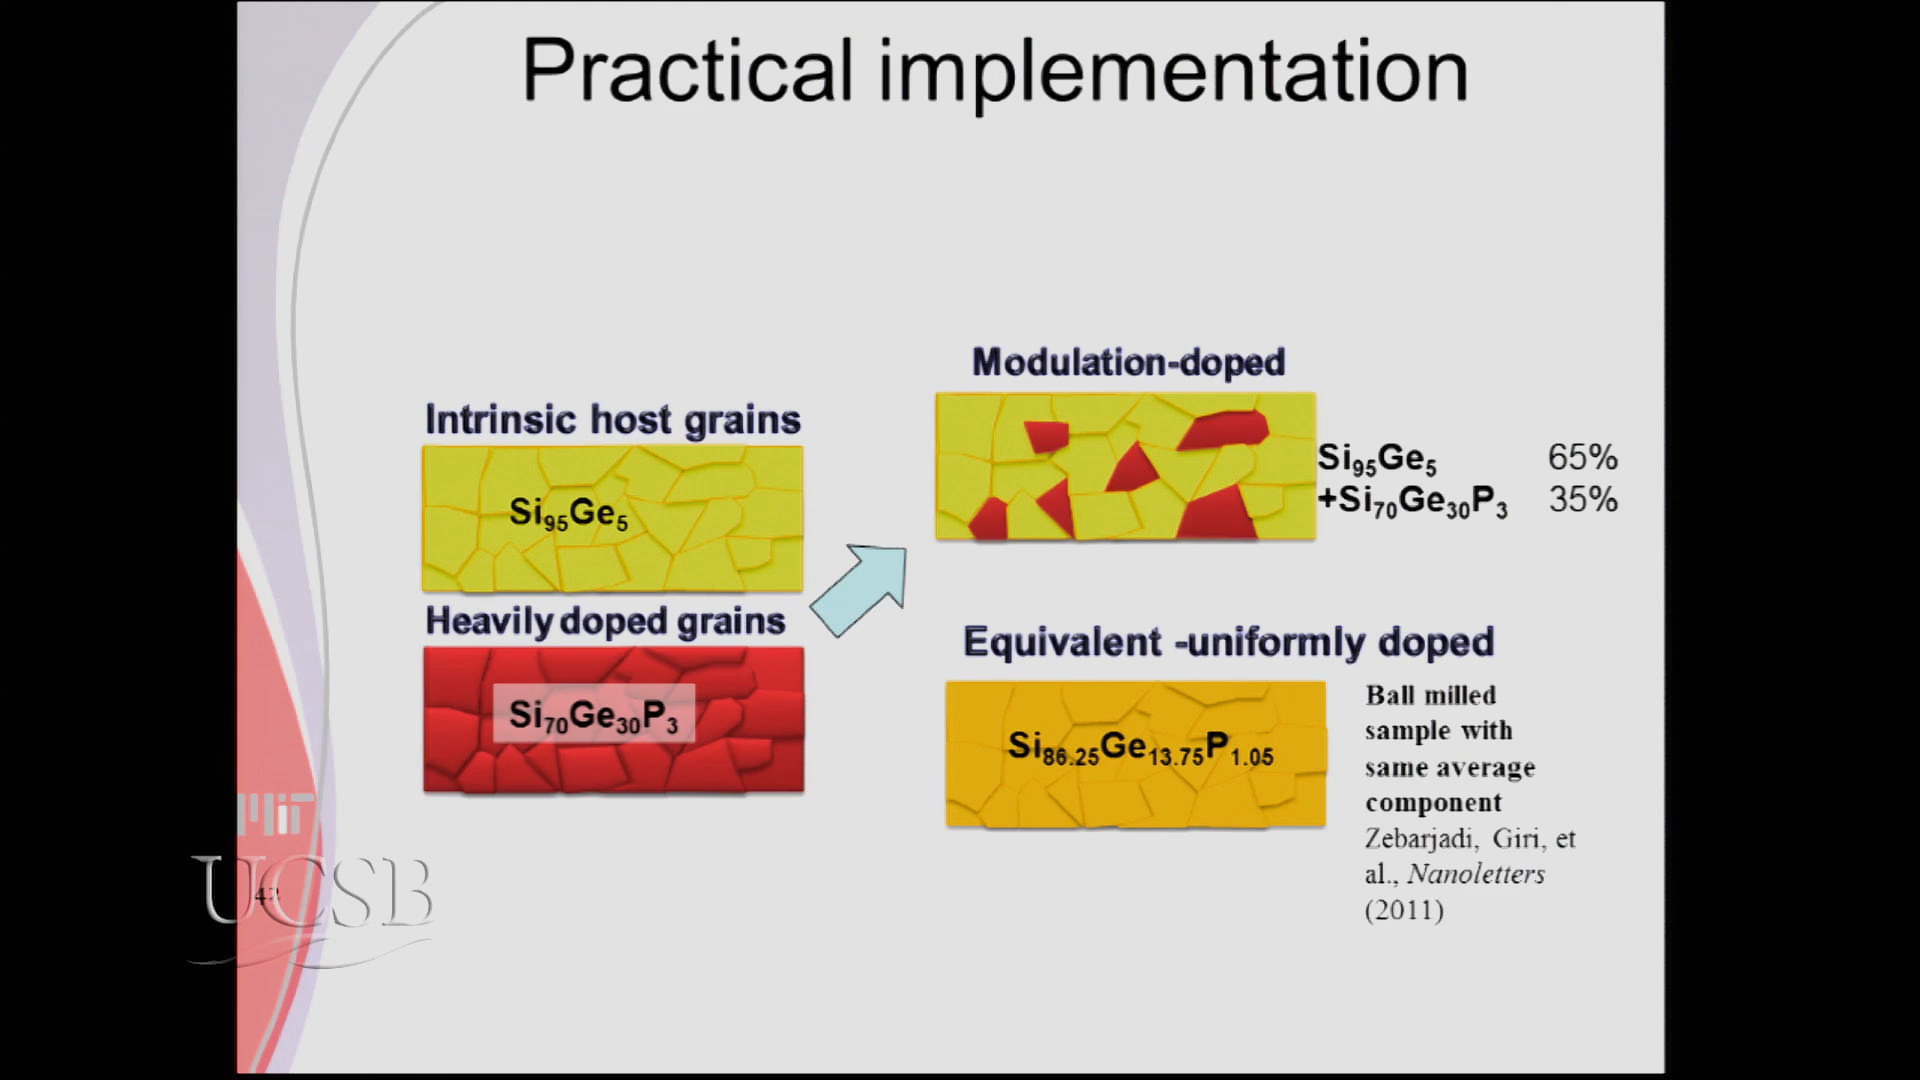 Practical implementation
Intrinsic host grains
Si₉₅Ge₅
Heavily doped grains
Si₇₀Ge₃₀P₃
Modulation-doped
Si₉₅Ge₅ 65%
+Si₇₀Ge₃₀P₃ 35%
Equivalent -uniformly doped
Si₈₆.₂₅Ge₁₃.₇₅P₁.₀₅
Ball milled
sample with
same average
component
Zebarjadi, Giri, et
al., Nanoletters
(2011)
UCSB